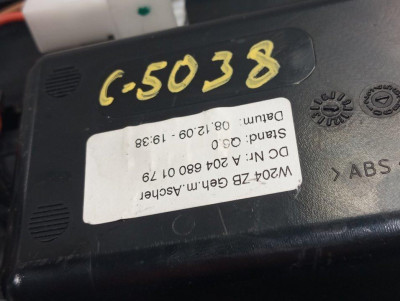 C-5038
W204 ZB Geh.m.Ascher
DC Nr.: A 204 680 01 79
Stand: Q6.0
Datum: 08.12.09 - 19:38
>ABS